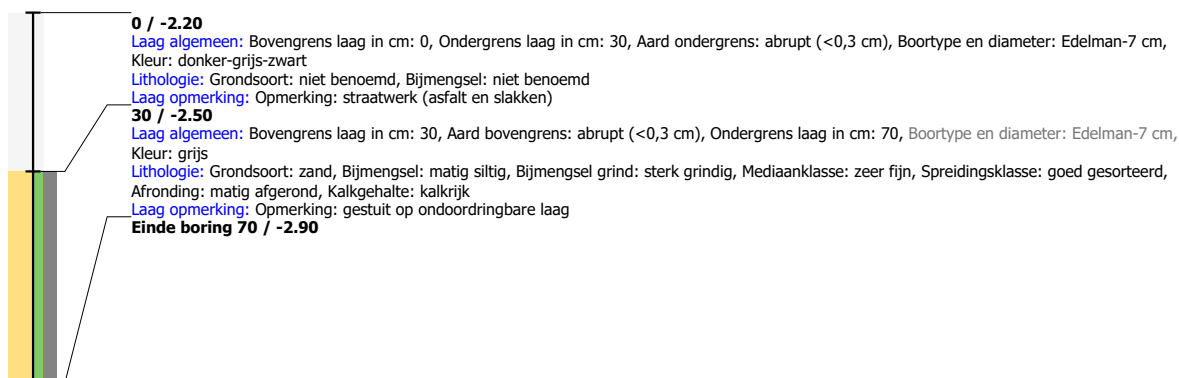 0 / -2.20
Laag algemeen: Bovengrens laag in cm: 0, Ondergrens laag in cm: 30, Aard ondergrens: abrupt (<0,3 cm), Boortype en diameter: Edelman-7 cm,
Kleur: donker-grijs-zwart
Lithologie: Grondsoort: niet benoemd, Bijmengsel: niet benoemd
Laag opmerking: Opmerking: straatwerk (asfalt en slakken)
30 / -2.50
Laag algemeen: Bovengrens laag in cm: 30, Aard bovengrens: abrupt (<0,3 cm), Ondergrens laag in cm: 70, Boortype en diameter: Edelman-7 cm,
Kleur: grijs
Lithologie: Grondsoort: zand, Bijmengsel: matig siltig, Bijmengsel grind: sterk grindig, Mediaanklasse: zeer fijn, Spreidingsklasse: goed gesorteerd,
Afronding: matig afgerond, Kalkgehalte: kalkrijk
Laag opmerking: Opmerking: gestuit op ondoordringbare laag
Einde boring 70 / -2.90